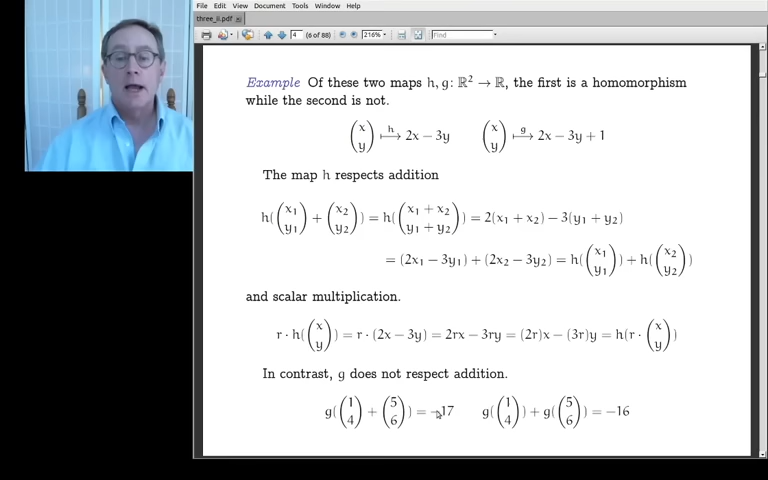 File Edit View Document Tools Window Help
three_ii.pdf
4 (6 of 88) 216% Find
Example Of these two maps h, g: ℝ² → ℝ, the first is a homomorphism
while the second is not.
(x y) ↦h 2x − 3y (x y) ↦g 2x − 3y + 1
The map h respects addition
h((x₁ y₁) + (x₂ y₂)) = h((x₁ + x₂ y₁ + y₂)) = 2(x₁ + x₂) − 3(y₁ + y₂)
= (2x₁ − 3y₁) + (2x₂ − 3y₂) = h((x₁ y₁)) + h((x₂ y₂))
and scalar multiplication.
r · h((x y)) = r · (2x − 3y) = 2rx − 3ry = (2r)x − (3r)y = h(r · (x y))
In contrast, g does not respect addition.
g((1 4) + (5 6)) = −17 g((1 4)) + g((5 6)) = −16